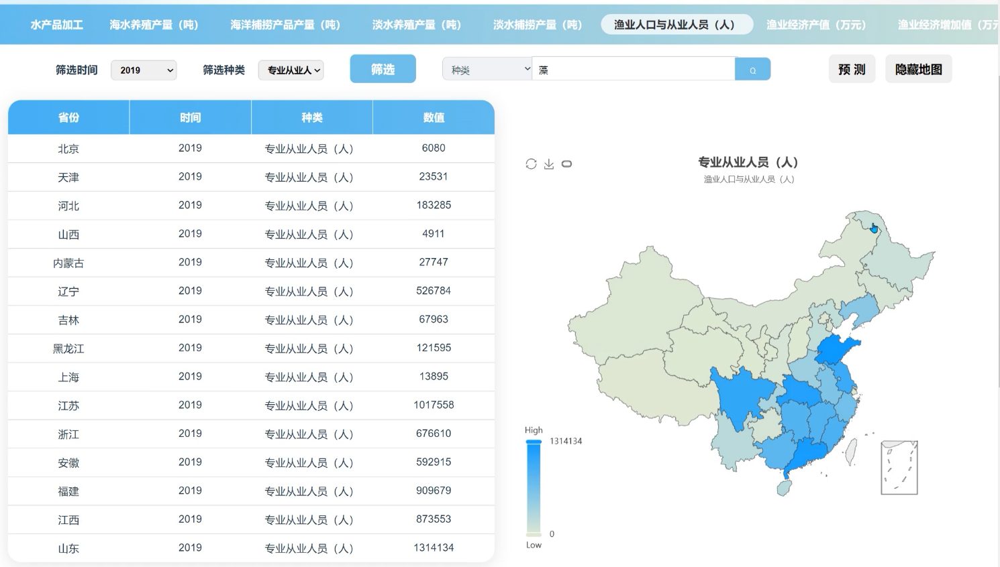 水产品加工 海水养殖产量（吨） 海洋捕捞产品产量（吨） 淡水养殖产量（吨） 淡水捕捞产量（吨） 渔业人口与从业人员（人） 渔业经济产值（万元） 渔业经济增加值（万元
筛选时间 2019 筛选种类 专业从业人 筛选 种类 藻 预 测 隐藏地图
省份 时间 种类 数值
北京 2019 专业从业人员（人） 6080
天津 2019 专业从业人员（人） 23531
河北 2019 专业从业人员（人） 183285
山西 2019 专业从业人员（人） 4911
内蒙古 2019 专业从业人员（人） 27747
辽宁 2019 专业从业人员（人） 526784
吉林 2019 专业从业人员（人） 67963
黑龙江 2019 专业从业人员（人） 121595
上海 2019 专业从业人员（人） 13895
江苏 2019 专业从业人员（人） 1017558
浙江 2019 专业从业人员（人） 676610
安徽 2019 专业从业人员（人） 592915
福建 2019 专业从业人员（人） 909679
江西 2019 专业从业人员（人） 873553
山东 2019 专业从业人员（人） 1314134
专业从业人员（人）
渔业人口与从业人员（人）
High
1314134
0
Low